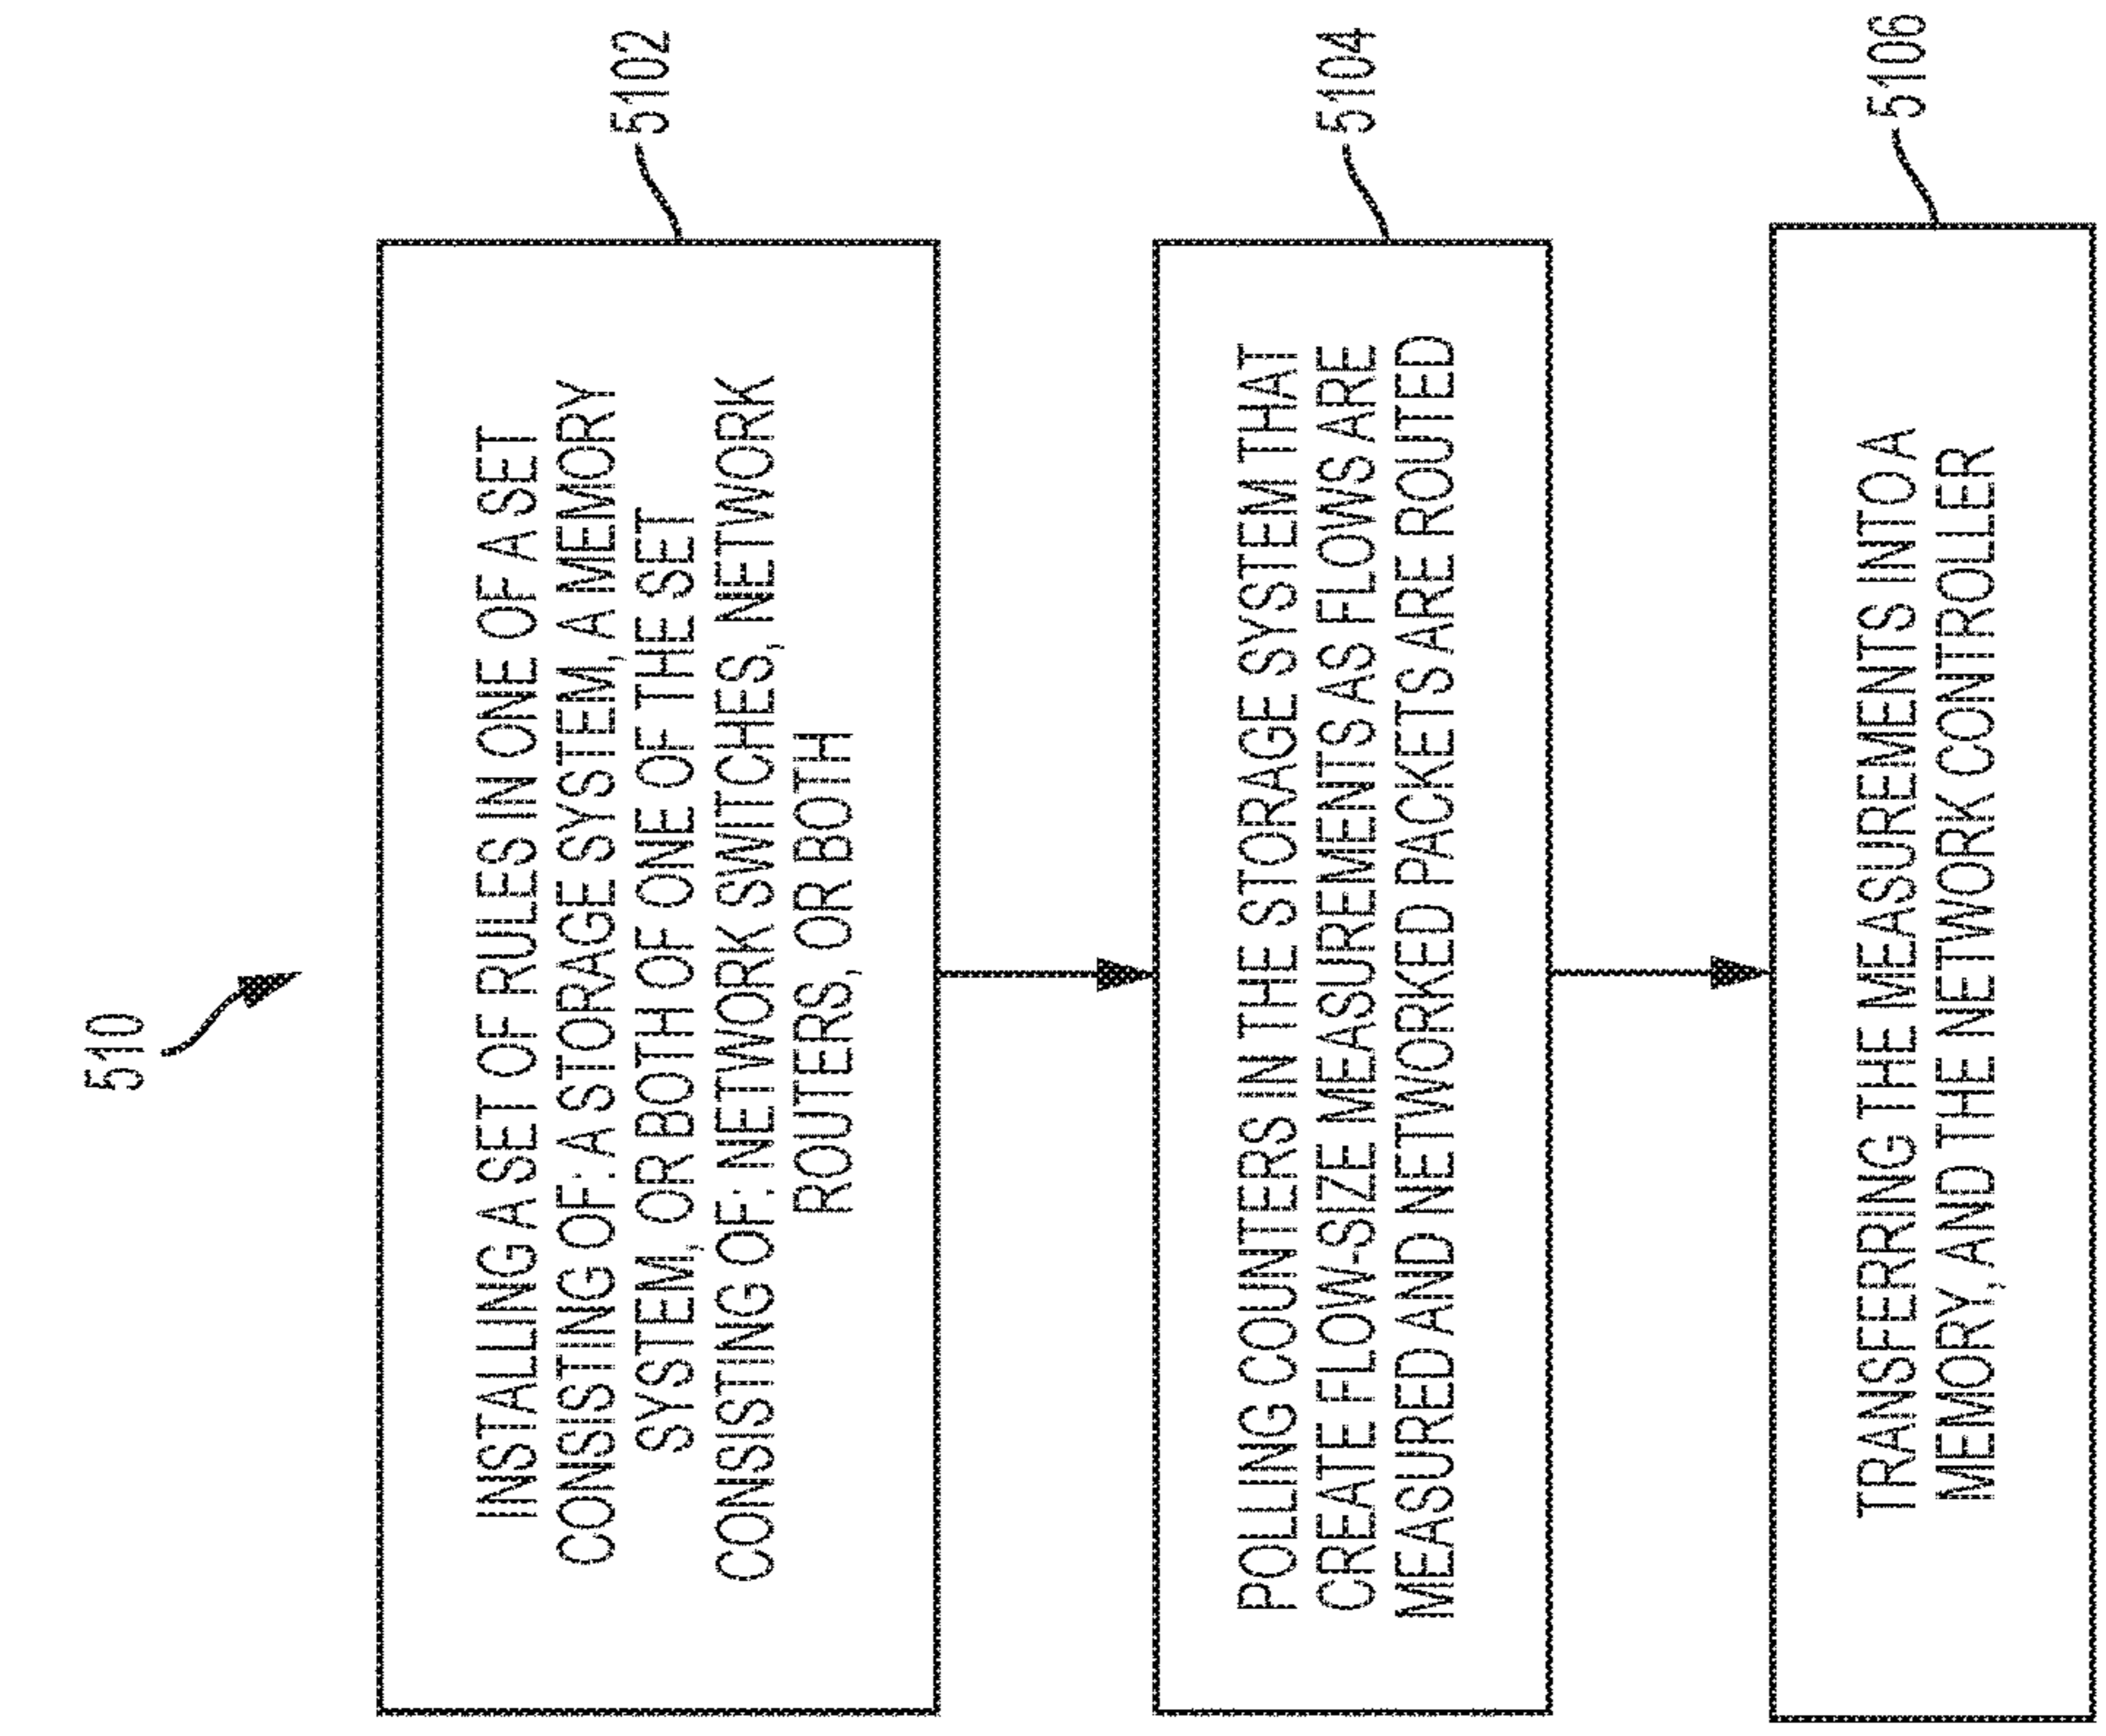 510
5102
INSTALLING A SET OF RULES IN ONE OF A SET
CONSISTING OF: A STORAGE SYSTEM, A MEMORY
SYSTEM, OR BOTH OF ONE OF THE SET
CONSISTING OF: NETWORK SWITCHES, NETWORK
ROUTERS, OR BOTH
5104
POLLING COUNTERS IN THE STORAGE SYSTEM THAT
CREATE FLOW-SIZE MEASUREMENTS AS FLOWS ARE
MEASURED AND NETWORKED PACKETS ARE ROUTED
5106
TRANSFERRING THE MEASUREMENTS INTO A
MEMORY, AND THE NETWORK CONTROLLER